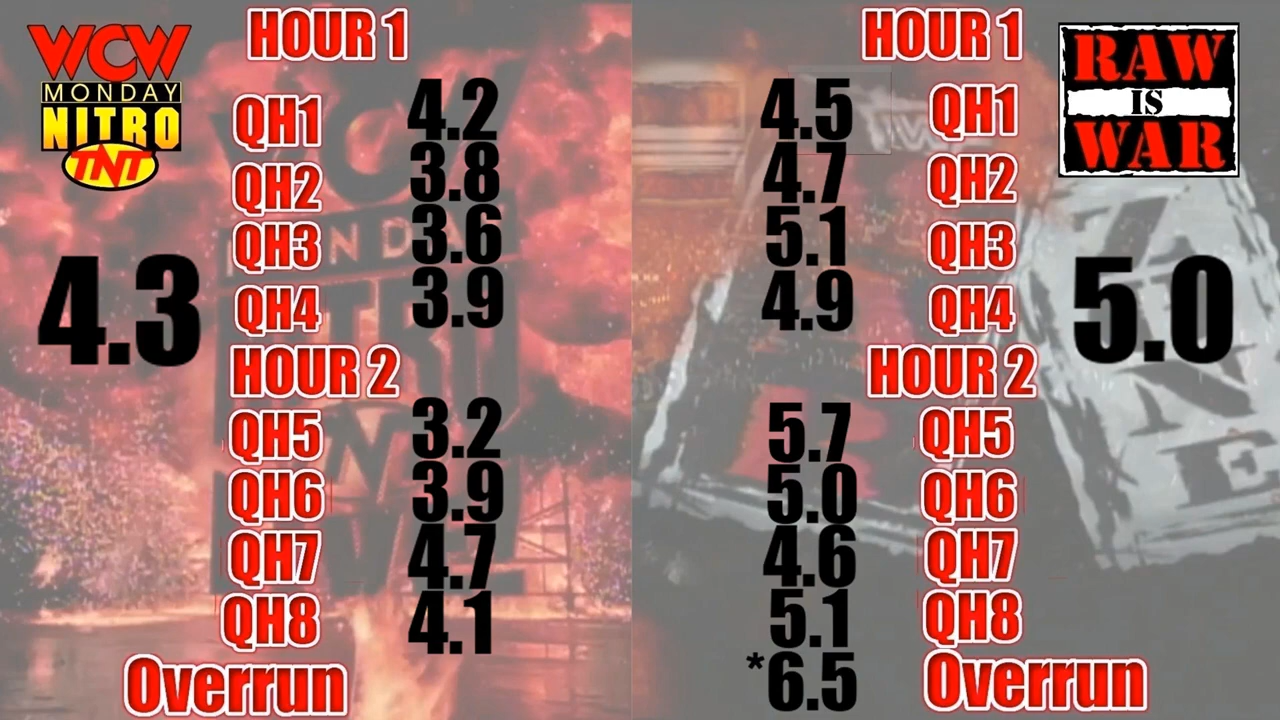 WCW
MONDAY
NITRO
TNT
HOUR 1
QH1 4.2
QH2 3.8
QH3 3.6
QH4 3.9
4.3
HOUR 2
QH5 3.2
QH6 3.9
QH7 4.7
QH8 4.1
Overrun
HOUR 1
RAW
IS
WAR
4.5 QH1
4.7 QH2
5.1 QH3
4.9 QH4
5.0
HOUR 2
5.7 QH5
5.0 QH6
4.6 QH7
5.1 QH8
*6.5 Overrun